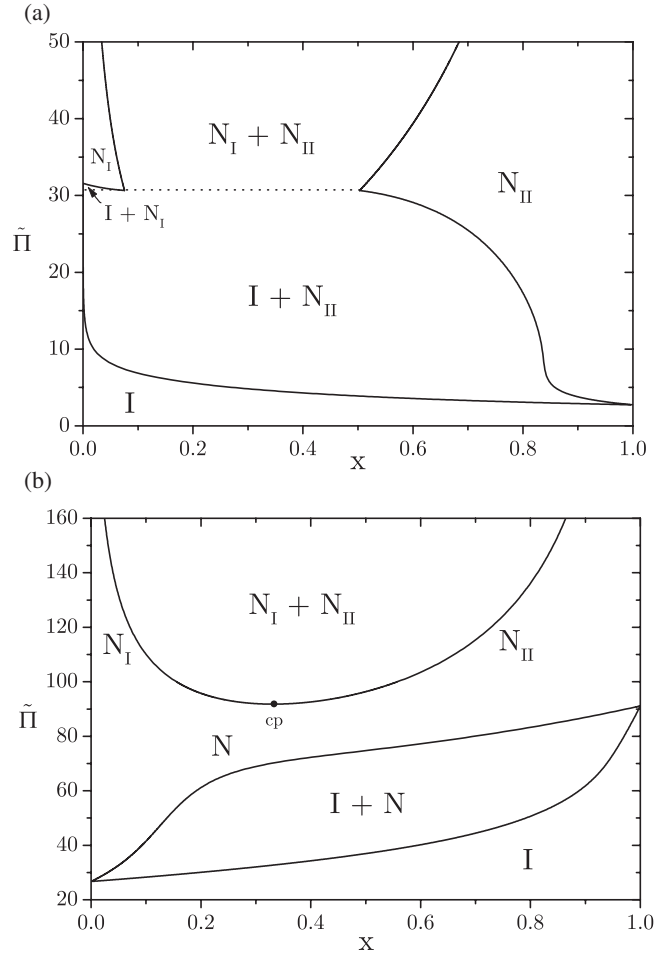 (a)
50
40
30
20
10
0
Π̃
N_I + N_II
N_I
N_II
I + N_I
I + N_II
I
0.0 0.2 0.4 0.6 0.8 1.0
x
(b)
160
140
120
100
80
60
40
20
Π̃
N_I + N_II
N_I
N_II
cp
N
I + N
I
0.0 0.2 0.4 0.6 0.8 1.0
x